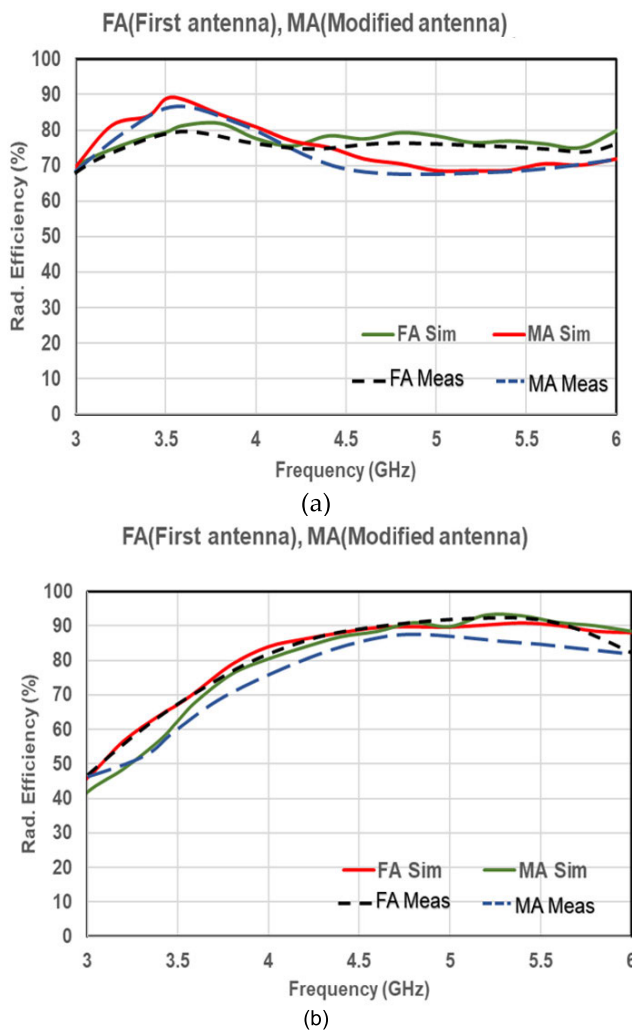 FA(First antenna), MA(Modified antenna)
Rad. Efficiency (%)
100
90
80
70
60
50
40
30
20
10
0
FA Sim MA Sim
FA Meas MA Meas
3 3.5 4 4.5 5 5.5 6
Frequency (GHz)
(a)
FA(First antenna), MA(Modified antenna)
Rad. Efficiency (%)
100
90
80
70
60
50
40
30
20
10
0
FA Sim MA Sim
FA Meas MA Meas
3 3.5 4 4.5 5 5.5 6
Frequency (GHz)
(b)